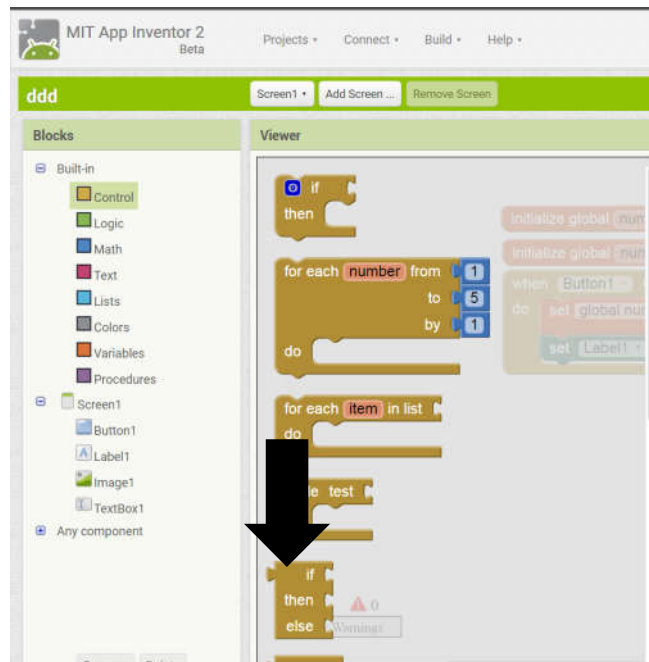 MIT App Inventor 2
Beta
Projects Connect Build Help
ddd
Screen1 Add Screen ... Remove Screen
Blocks
Viewer
Built-in
Control
Logic
Math
Text
Lists
Colors
Variables
Procedures
Screen1
Button1
Label1
Image1
TextBox1
Any component
if
then
for each number from 1
to 5
by 1
do
for each item in list
do
test
if
then
else
initialize global
initialize global
when Button1
do set global
set Label1
0
Warnings